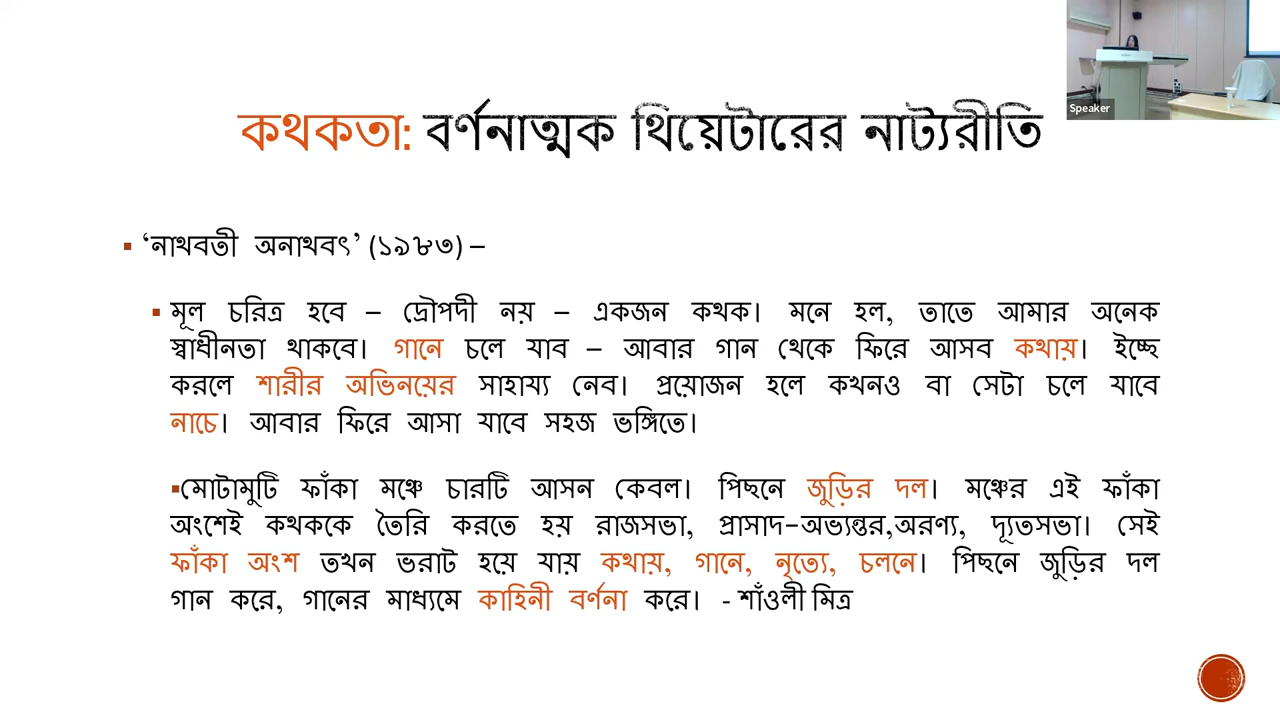 Speaker
কথকতা: বর্ণনাত্মক থিয়েটারের নাট্যরীতি
▪ ‘নাথবতী অনাথবৎ’ (১৯৮৩) –
▪ মূল চরিত্র হবে – দ্রৌপদী নয় – একজন কথক। মনে হল, তাতে আমার অনেক
স্বাধীনতা থাকবে। গানে চলে যাব – আবার গান থেকে ফিরে আসব কথায়। ইচ্ছে
করলে শারীর অভিনয়ের সাহায্য নেব। প্রয়োজন হলে কখনও বা সেটা চলে যাবে
নাচে। আবার ফিরে আসা যাবে সহজ ভঙ্গিতে।
▪মোটামুটি ফাঁকা মঞ্চে চারটি আসন কেবল। পিছনে জুড়ির দল। মঞ্চের এই ফাঁকা
অংশেই কথককে তৈরি করতে হয় রাজসভা, প্রাসাদ–অভ্যন্তর,অরণ্য, দ্যূতসভা। সেই
ফাঁকা অংশ তখন ভরাট হয়ে যায় কথায়, গানে, নৃত্যে, চলনে। পিছনে জুড়ির দল
গান করে, গানের মাধ্যমে কাহিনী বর্ণনা করে। - শাঁওলী মিত্র